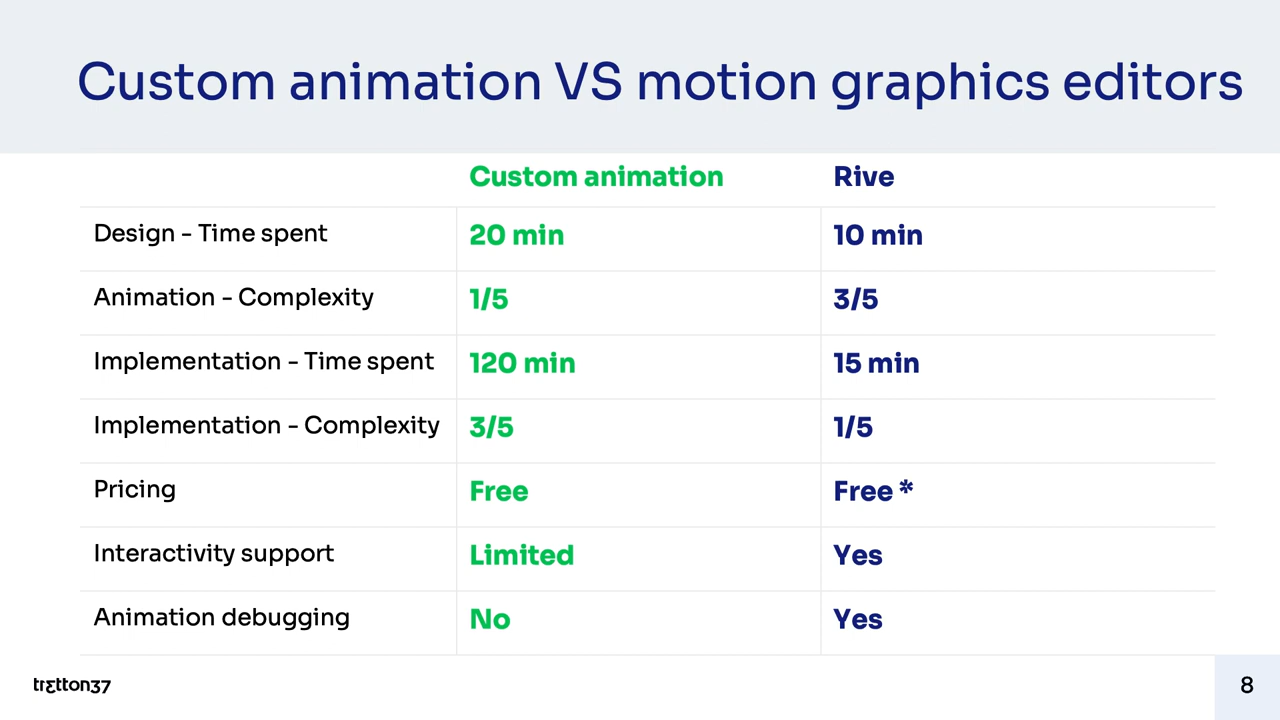 Custom animation VS motion graphics editors
Custom animation Rive
Design - Time spent 20 min 10 min
Animation - Complexity 1/5 3/5
Implementation - Time spent 120 min 15 min
Implementation - Complexity 3/5 1/5
Pricing Free Free *
Interactivity support Limited Yes
Animation debugging No Yes
tretton37 8